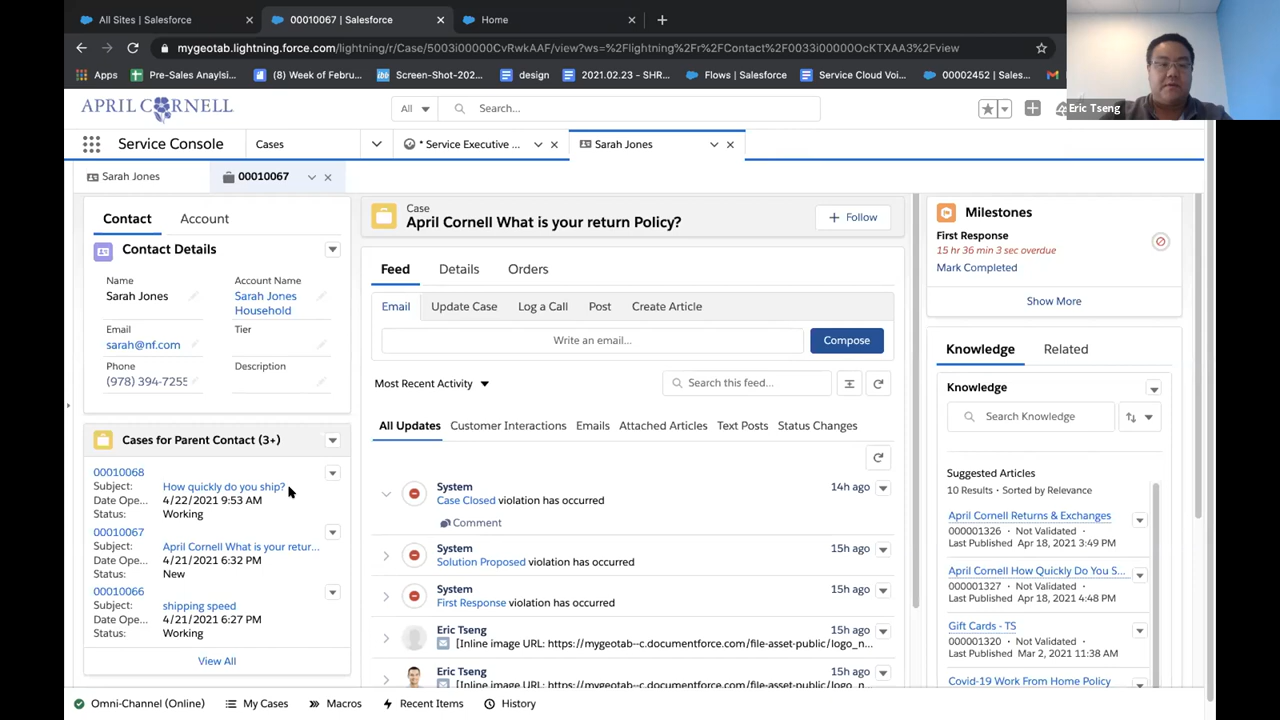 All Sites | Salesforce
00010067 | Salesforce
Home
mygeotab.lightning.force.com/lightning/r/Case/5003i00000CvRwkAAF/view?ws=%2Flightning%2Fr%2FContact%2F0033i00000OcKTXAA3%2Fview
Apps
Pre-Sales Anaylsi...
(8) Week of Febru...
ibb
Screen-Shot-202...
design
2021.02.23 - SHR...
Flows | Salesforce
Service Cloud Voi...
00002452 | Sales...
Eric Tseng
APRIL CORNELL
All
Search...
Service Console
Cases
* Service Executive ...
Sarah Jones
Sarah Jones
00010067
Contact
Account
Contact Details
Name
Sarah Jones
Account Name
Sarah Jones
Household
Email
sarah@nf.com
Tier
Phone
(978) 394-7255
Description
Cases for Parent Contact (3+)
00010068
Subject:
How quickly do you ship?
Date Ope...
4/22/2021 9:53 AM
Status:
Working
00010067
Subject:
April Cornell What is your retur...
Date Ope...
4/21/2021 6:32 PM
Status:
New
00010066
Subject:
shipping speed
Date Ope...
4/21/2021 6:27 PM
Status:
Working
View All
Case
April Cornell What is your return Policy?
Follow
Feed
Details
Orders
Email
Update Case
Log a Call
Post
Create Article
Write an email...
Compose
Most Recent Activity
Search this feed...
All Updates
Customer Interactions
Emails
Attached Articles
Text Posts
Status Changes
System
14h ago
Case Closed violation has occurred
Comment
System
15h ago
Solution Proposed violation has occurred
System
15h ago
First Response violation has occurred
Eric Tseng
15h ago
[Inline image URL: https://mygeotab--c.documentforce.com/file-asset-public/logo_n...
Eric Tseng
15h ago
[Inline image URL: https://mygeotab--c.documentforce.com/file-asset-public/logo_n...
Milestones
First Response
15 hr 36 min 3 sec overdue
Mark Completed
Show More
Knowledge
Related
Knowledge
Search Knowledge
Suggested Articles
10 Results • Sorted by Relevance
April Cornell Returns & Exchanges
000001326 • Not Validated •
Last Published Apr 18, 2021 3:49 PM
April Cornell How Quickly Do You S...
000001327 • Not Validated •
Last Published Apr 18, 2021 4:48 PM
Gift Cards - TS
000001320 • Not Validated •
Last Published Mar 2, 2021 11:38 AM
Covid-19 Work From Home Policy
Omni-Channel (Online)
My Cases
Macros
Recent Items
History